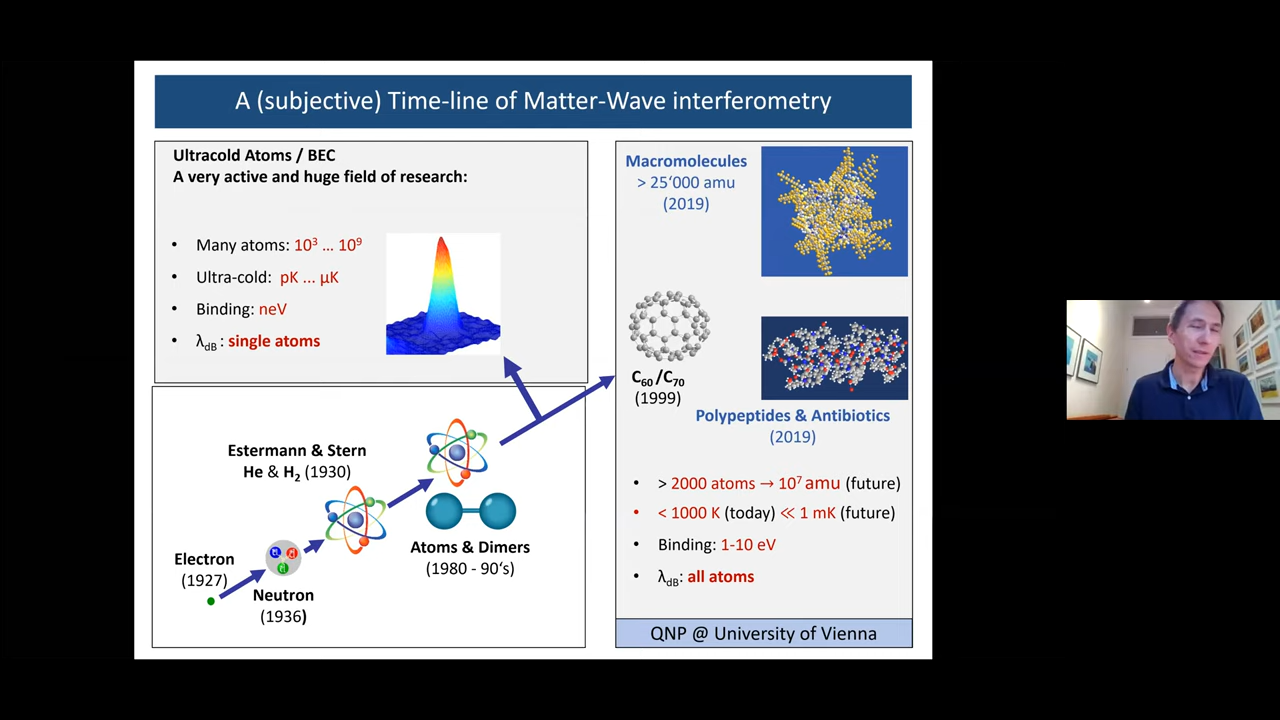 A (subjective) Time-line of Matter-Wave interferometry
Ultracold Atoms / BEC
A very active and huge field of research:
• Many atoms: 10³ … 10⁹
• Ultra-cold: pK ... µK
• Binding: neV
• λdB : single atoms
Estermann & Stern
He & H₂ (1930)
Electron
(1927)
Neutron
(1936)
Atoms & Dimers
(1980 - 90‘s)
Macromolecules
> 25‘000 amu
(2019)
C₆₀ /C₇₀
(1999)
Polypeptides & Antibiotics
(2019)
• > 2000 atoms → 10⁷ amu (future)
• < 1000 K (today) ≪ 1 mK (future)
• Binding: 1-10 eV
• λdB: all atoms
QNP @ University of Vienna